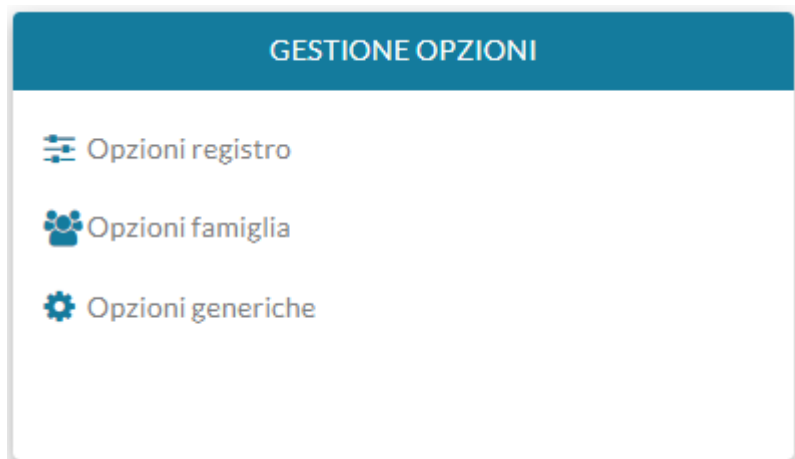 GESTIONE OPZIONI
Opzioni registro
Opzioni famiglia
Opzioni generiche